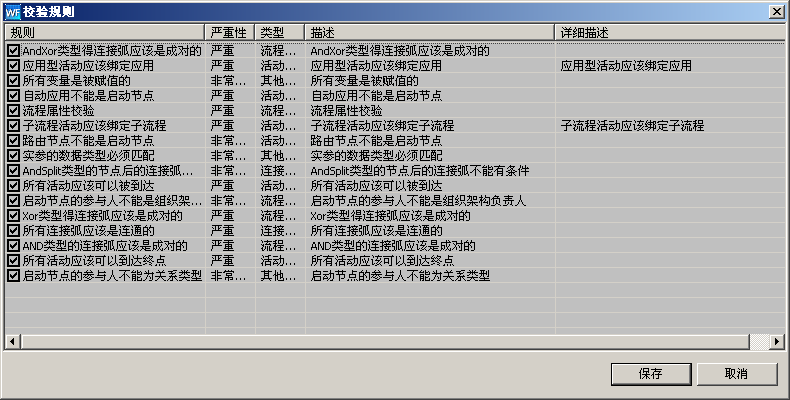 WF 校验规则
规则 严重性 类型 描述 详细描述
AndXor类型得连接弧应该是成对的 严重 流程... AndXor类型得连接弧应该是成对的
应用型活动应该绑定应用 严重 活动... 应用型活动应该绑定应用 应用型活动应该绑定应用
所有变量是被赋值的 非常... 其他... 所有变量是被赋值的
自动应用不能是启动节点 严重 活动... 自动应用不能是启动节点
流程属性校验 严重 流程... 流程属性校验
子流程活动应该绑定子流程 严重 活动... 子流程活动应该绑定子流程 子流程活动应该绑定子流程
路由节点不能是启动节点 非常... 活动... 路由节点不能是启动节点
实参的数据类型必须匹配 非常... 其他... 实参的数据类型必须匹配
AndSplit类型的节点后的连接弧... 非常... 连接... AndSplit类型的节点后的连接弧不能有条件
所有活动应该可以被到达 严重 活动... 所有活动应该可以被到达
启动节点的参与人不能是组织架... 非常... 流程... 启动节点的参与人不能是组织架构负责人
Xor类型得连接弧应该是成对的 严重 流程... Xor类型得连接弧应该是成对的
所有连接弧应该是连通的 严重 连接... 所有连接弧应该是连通的
AND类型的连接弧应该是成对的 严重 流程... AND类型的连接弧应该是成对的
所有活动应该可以到达终点 严重 活动... 所有活动应该可以到达终点
启动节点的参与人不能为关系类型 非常... 其他... 启动节点的参与人不能为关系类型
保存 取消